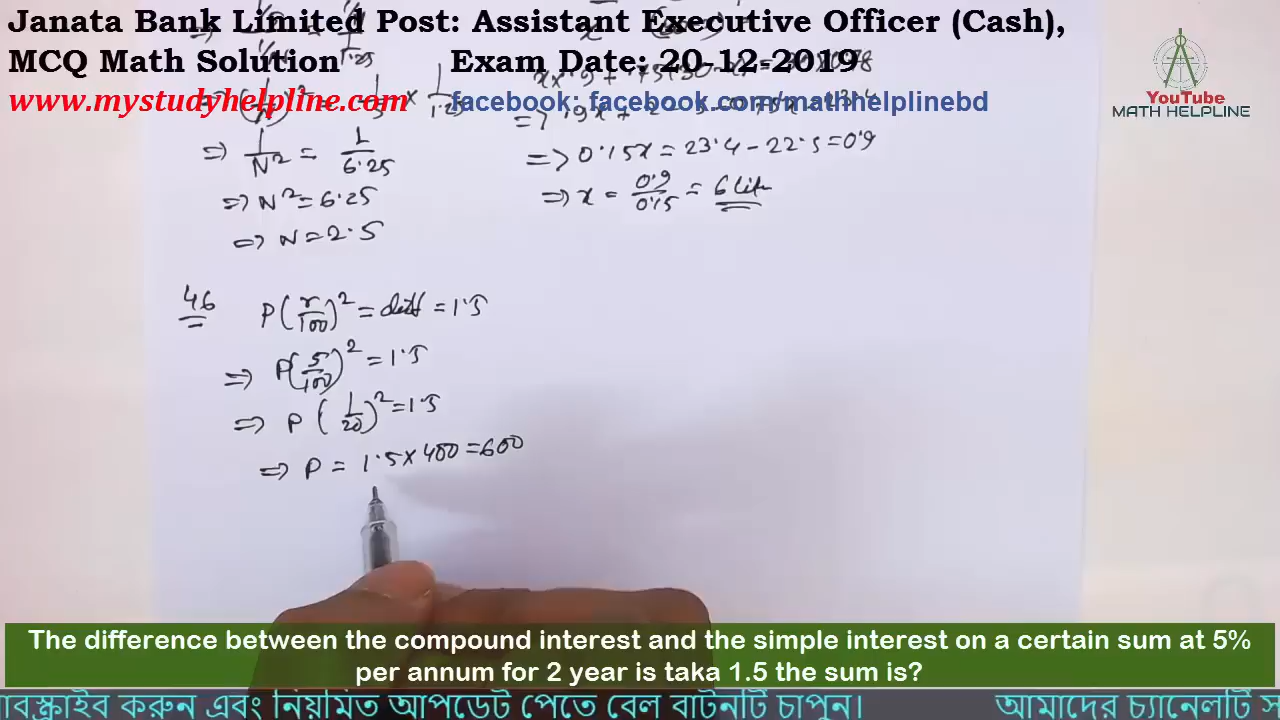 Janata Bank Limited Post: Assistant Executive Officer (Cash),
MCQ Math Solution Exam Date: 20-12-2019
www.mystudyhelpline.com facebook: facebook.com/mathhelplinebd
YouTube
MATH HELPLINE
=> 1/N² = 1/6.25
=> N² = 6.25
=> N = 2.5
=> 0.15x = 23.4 - 22.5 = 0.9
=> x = 0.9/0.15 = 6 lit
46 P(r/100)² = diff = 1.5
=> P(5/100)² = 1.5
=> P(1/20)² = 1.5
=> P = 1.5 × 400 = 600
The difference between the compound interest and the simple interest on a certain sum at 5%
per annum for 2 year is taka 1.5 the sum is?
াবস্ক্রাইব করুন এবং নিয়মিত আপডেট পেতে বেল বাটনটি চাপুন। আমাদের চ্যানেলটি স